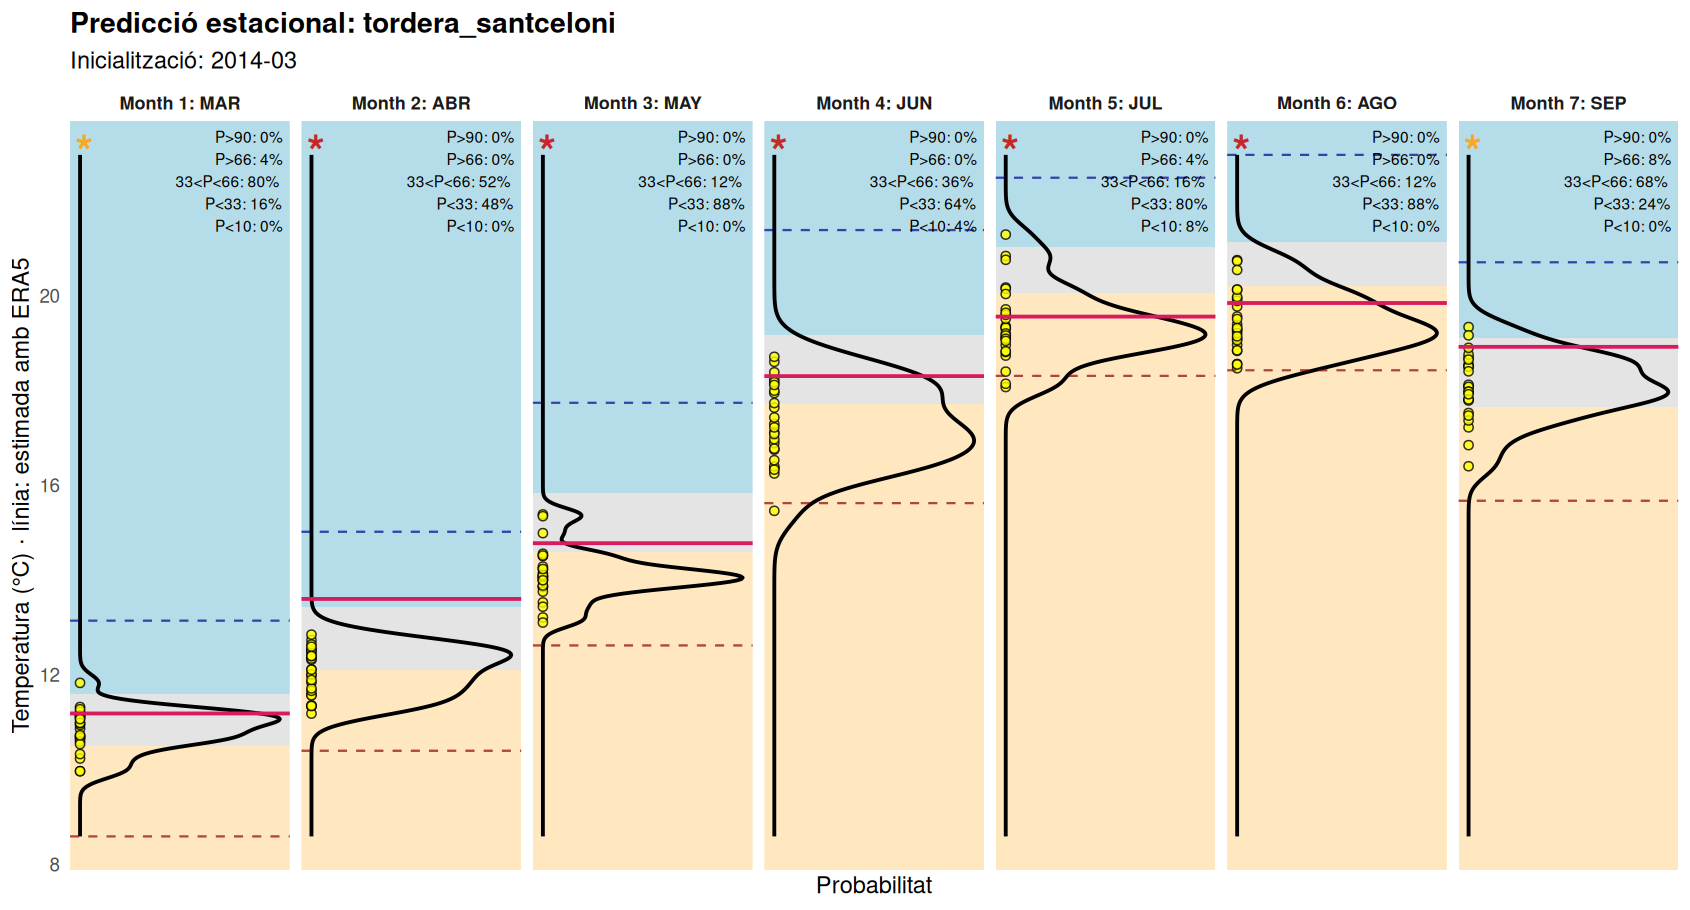 Predicció estacional: tordera_santceloni
Inicialització: 2014-03
Month 1: MAR
Month 2: ABR
Month 3: MAY
Month 4: JUN
Month 5: JUL
Month 6: AGO
Month 7: SEP
*
P>90: 0%
P>66: 4%
33<P<66: 80%
P<33: 16%
P<10: 0%
*
P>90: 0%
P>66: 0%
33<P<66: 52%
P<33: 48%
P<10: 0%
*
P>90: 0%
P>66: 0%
33<P<66: 12%
P<33: 88%
P<10: 0%
*
P>90: 0%
P>66: 0%
33<P<66: 36%
P<33: 64%
P<10: 4%
*
P>90: 0%
P>66: 4%
33<P<66: 16%
P<33: 80%
P<10: 8%
*
P>90: 0%
P>66: 0%
33<P<66: 12%
P<33: 88%
P<10: 0%
*
P>90: 0%
P>66: 8%
33<P<66: 68%
P<33: 24%
P<10: 0%
Temperatura (°C) · línia: estimada amb ERA5
20
16
12
8
Probabilitat